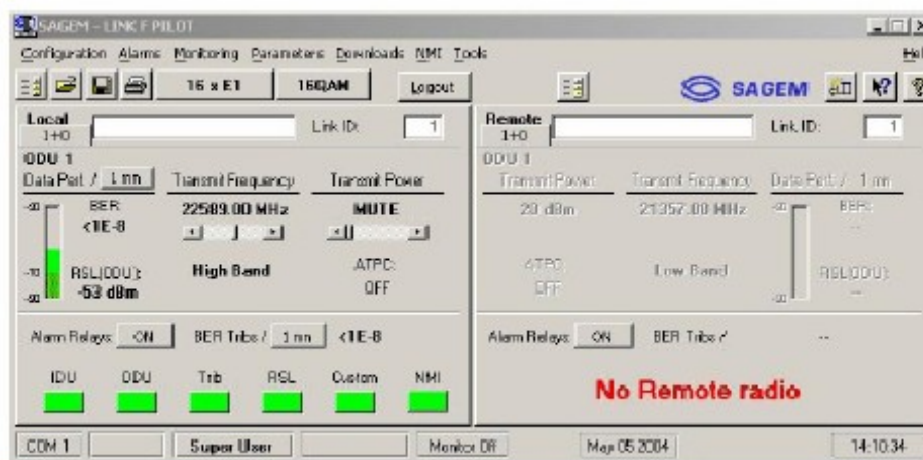 SAGEM - LINK F PILOT
Configuration Alarms Monitoring Parameters Downloads NMI Tools
16 x E1 16QAM Logout SAGEM
Local 1+0 Link ID: 1
Remote 1+0 Link ID: 1
ODU 1
Data Port / 1 mn Transmit Frequency Transmit Power
BER: 22589.00 MHz MUTE
<1E-8
-70 RSL(ODU): High Band ATPC:
-53 dBm OFF
ODU 1
Transmit Power Transmit Frequency Data Port / 1 mn
21357.00 MHz BER:
--
ATPC: Low Band RSL(ODU):
OFF --
Alarm Relays: ON BER Tribs / 1 mn <1E-8
IDU ODU Trib RSL Custom NMI
Alarm Relays: ON BER Tribs / --
No Remote radio
COM 1 Super User Monitor Off 05 2004 14:10:34